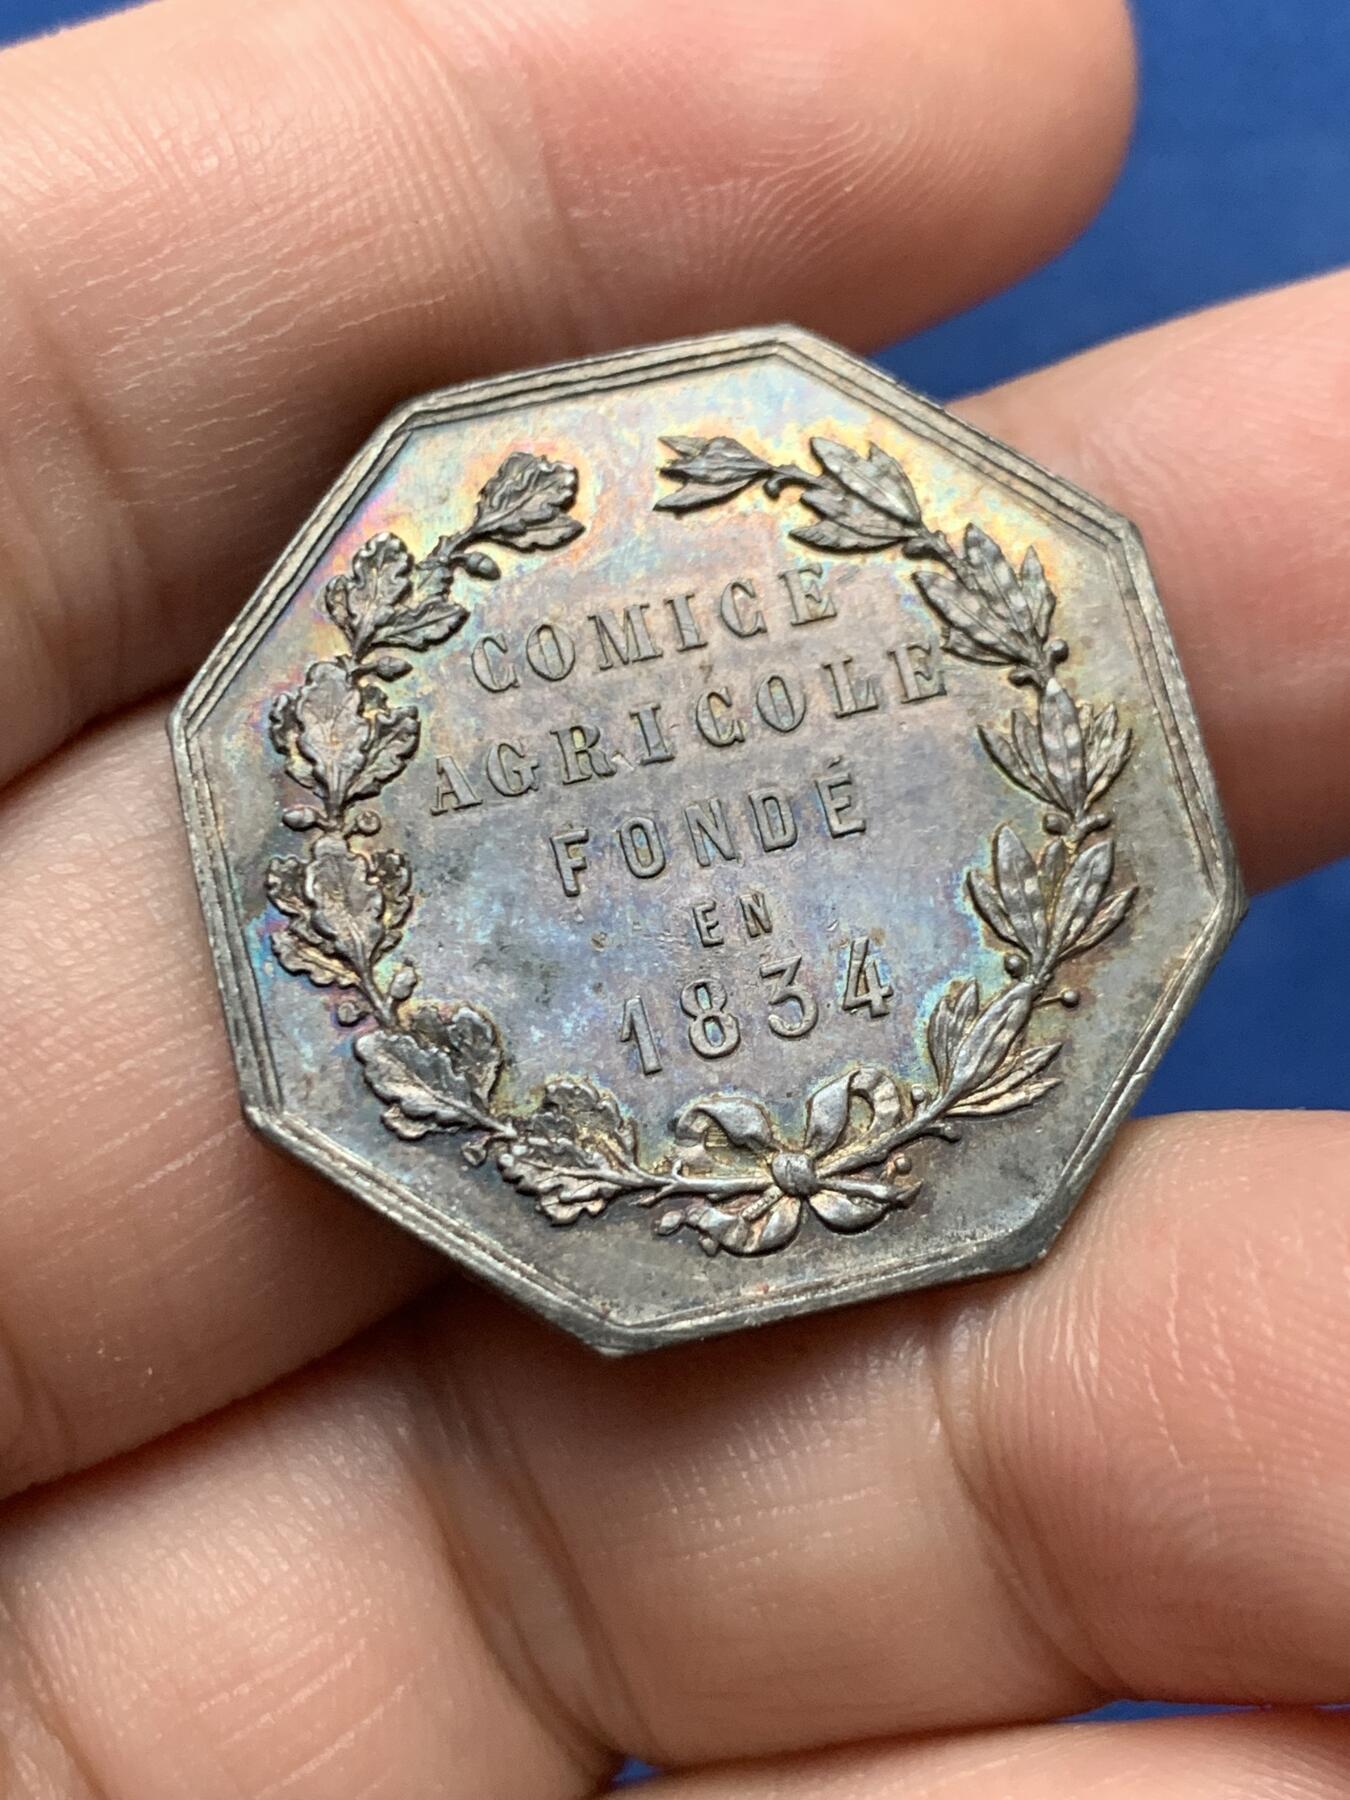 COMICE
AGRICOLE
FONDÉ
EN
1834